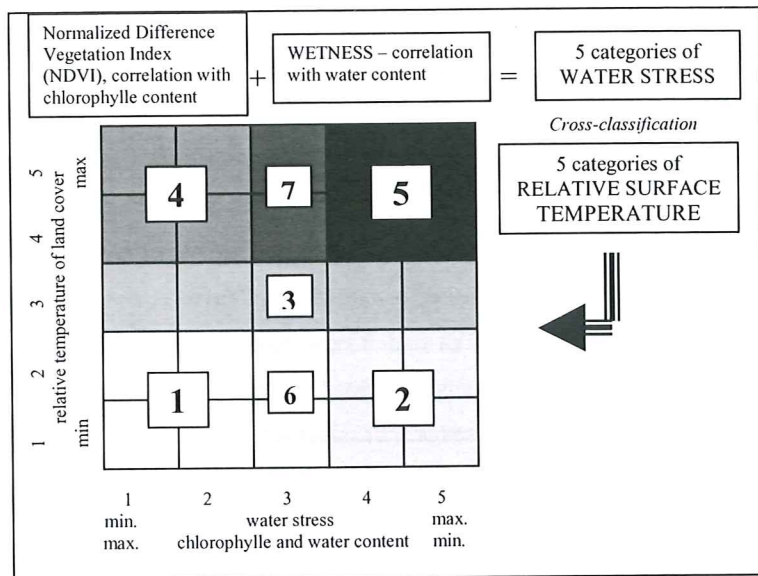 Normalized Difference
Vegetation Index
(NDVI), correlation with
chlorophylle content
+
WETNESS – correlation
with water content
=
5 categories of
WATER STRESS
Cross-classification
5 categories of
RELATIVE SURFACE
TEMPERATURE
relative temperature of land cover
max
min
5
4
3
2
1
4
7
5
3
1
6
2
1 2 3 4 5
min. water stress max.
max. chlorophylle and water content min.